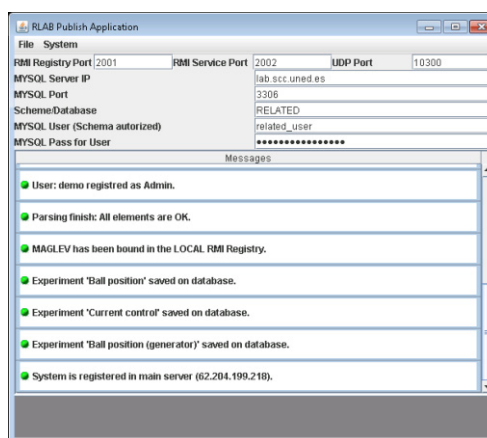 RLAB Publish Application
File System
RMI Registry Port 2001 RMI Service Port 2002 UDP Port 10300
MYSQL Server IP lab.scc.uned.es
MYSQL Port 3306
Scheme/Database RELATED
MYSQL User (Schema autorized) related_user
MYSQL Pass for User ●●●●●●●●●●●●●●●●
Messages
User: demo registred as Admin.
Parsing finish: All elements are OK.
MAGLEV has been bound in the LOCAL RMI Registry.
Experiment 'Ball position' saved on database.
Experiment 'Current control' saved on database.
Experiment 'Ball position (generator)' saved on database.
System is registered in main server (62.204.199.218).